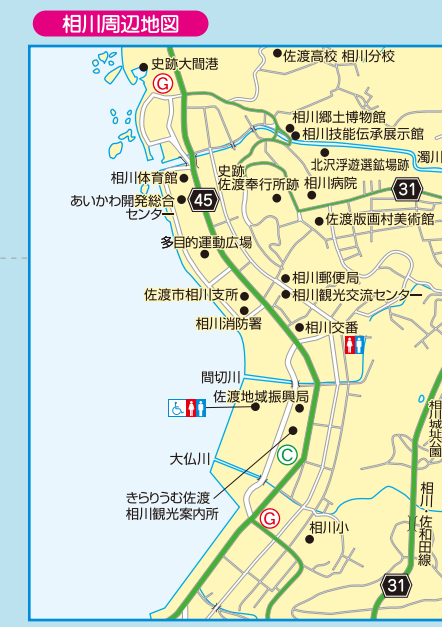 相川周辺地図
史跡大間港
G
佐渡高校 相川分校
相川郷土博物館
相川技能伝承展示館
北沢浮遊選鉱場跡
濁川
相川体育館
史跡
佐渡奉行所跡
相川病院
31
あいかわ開発総合
センター
45
佐渡版画村美術館
多目的運動広場
相川郵便局
佐渡市相川支所
相川観光交流センター
相川消防署
相川交番
間切川
佐渡地域振興局
相川城址公園
C
大仏川
きらりうむ佐渡
相川観光案内所
G
相川小
相川・佐和田線
31